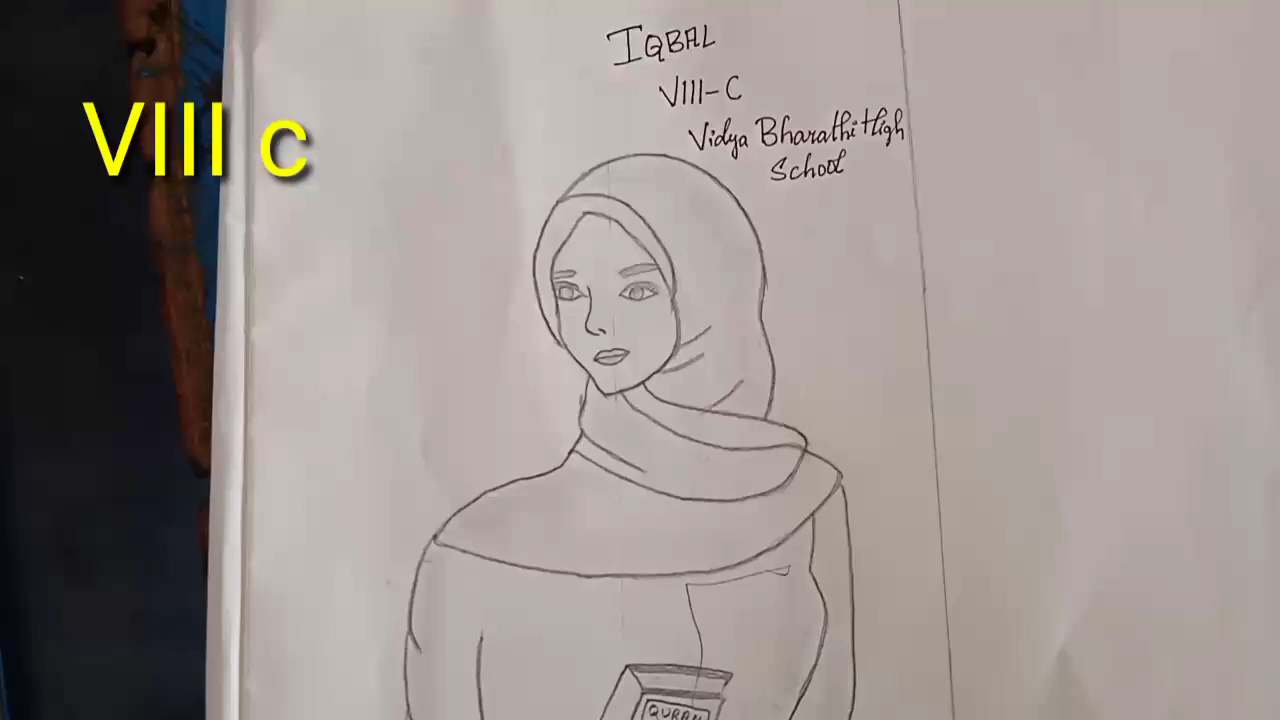 IQBAL
VIII-C
Vidya Bharathi High
School
VIII c
QURAN